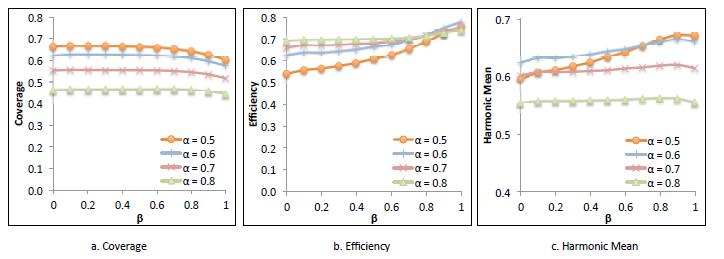 0.8
0.7
0.6
0.5
0.4
0.3
0.2
0.1
0.0
Coverage
0 0.2 0.4 0.6 0.8 1
β
α = 0.5
α = 0.6
α = 0.7
α = 0.8
a. Coverage
0.8
0.7
0.6
0.5
0.4
0.3
0.2
0.1
0.0
Efficiency
0 0.2 0.4 0.6 0.8 1
β
α = 0.5
α = 0.6
α = 0.7
α = 0.8
b. Efficiency
0.7
0.6
0.5
0.4
Harmonic Mean
0 0.2 0.4 0.6 0.8 1
β
α = 0.5
α = 0.6
α = 0.7
α = 0.8
c. Harmonic Mean